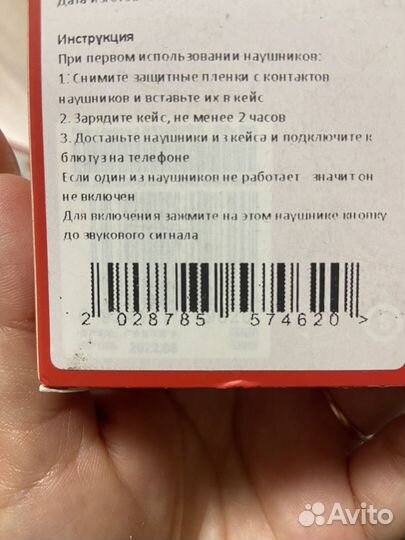 Инструкция
При первом использовании наушников:
1. Снимите защитные пленки с контактов
наушников и вставьте их в кейс
2. Зарядите кейс, не менее 2 часов
3. Достаньте наушники из кейса и подключите к
блютуз на телефоне
Если один из наушников не работает - значит он
не включен
Для включения зажмите на этом наушнике кнопку
до звукового сигнала
2 028785 574620 >
2022.08
Avito